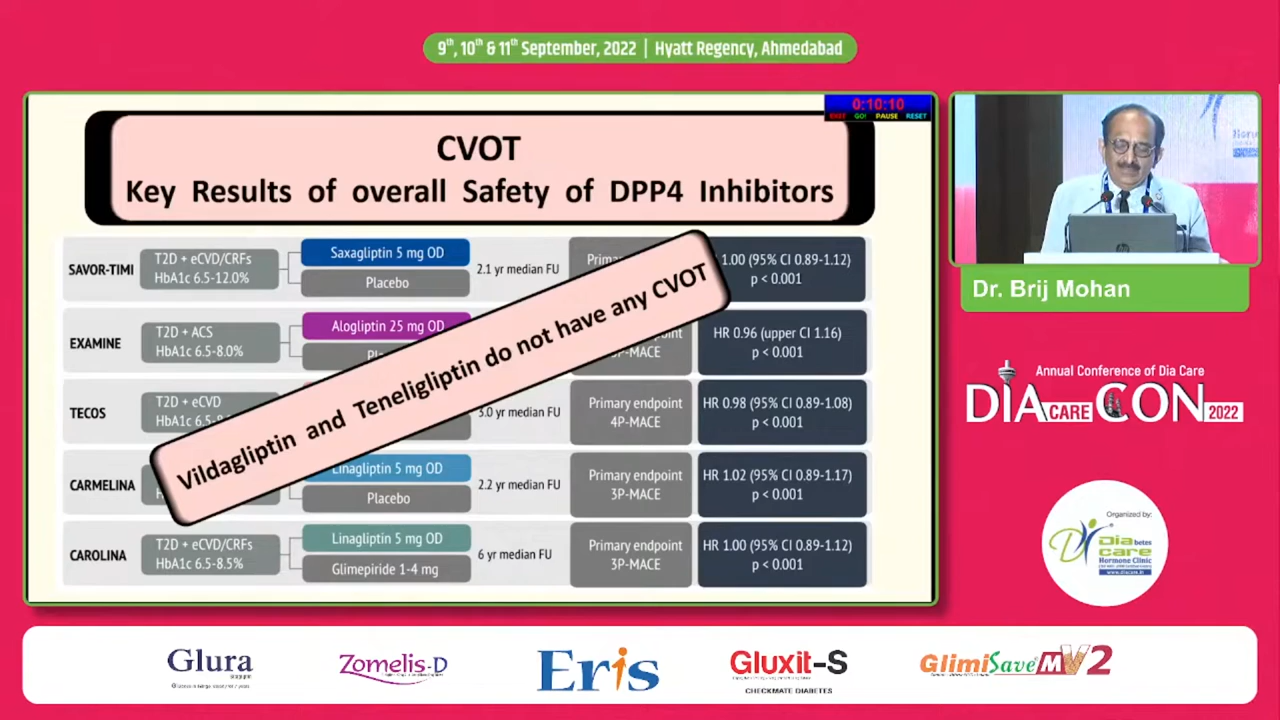 9th, 10th & 11th September, 2022 | Hyatt Regency, Ahmedabad
0:10:10
GO! PAUSE RESET
CVOT
Key Results of overall Safety of DPP4 Inhibitors
SAVOR-TIMI
T2D + eCVD/CRFs
HbA1c 6.5-12.0%
Saxagliptin 5 mg OD
Placebo
2.1 yr median FU
1.00 (95% CI 0.89-1.12)
p < 0.001
EXAMINE
T2D + ACS
HbA1c 6.5-8.0%
Alogliptin 25 mg OD
HR 0.96 (upper CI 1.16)
p < 0.001
TECOS
T2D + eCVD
3.0 yr median FU
Primary endpoint
4P-MACE
HR 0.98 (95% CI 0.89-1.08)
p < 0.001
CARMELINA
Linagliptin 5 mg OD
Placebo
2.2 yr median FU
Primary endpoint
3P-MACE
HR 1.02 (95% CI 0.89-1.17)
p < 0.001
CAROLINA
T2D + eCVD/CRFs
HbA1c 6.5-8.5%
Linagliptin 5 mg OD
Glimepiride 1-4 mg
6 yr median FU
Primary endpoint
3P-MACE
HR 1.00 (95% CI 0.89-1.12)
p < 0.001
Vildagliptin and Teneligliptin do not have any CVOT
hp
Dr. Brij Mohan
Annual Conference of Dia Care
DIA CARE CON 2022
Organized by:
Diabetes
care
Hormone Clinic
www.diacare.in
Glura
Zomelis-D
Eris
Gluxit-S
CHECKMATE DIABETES
GlimiSave MV2